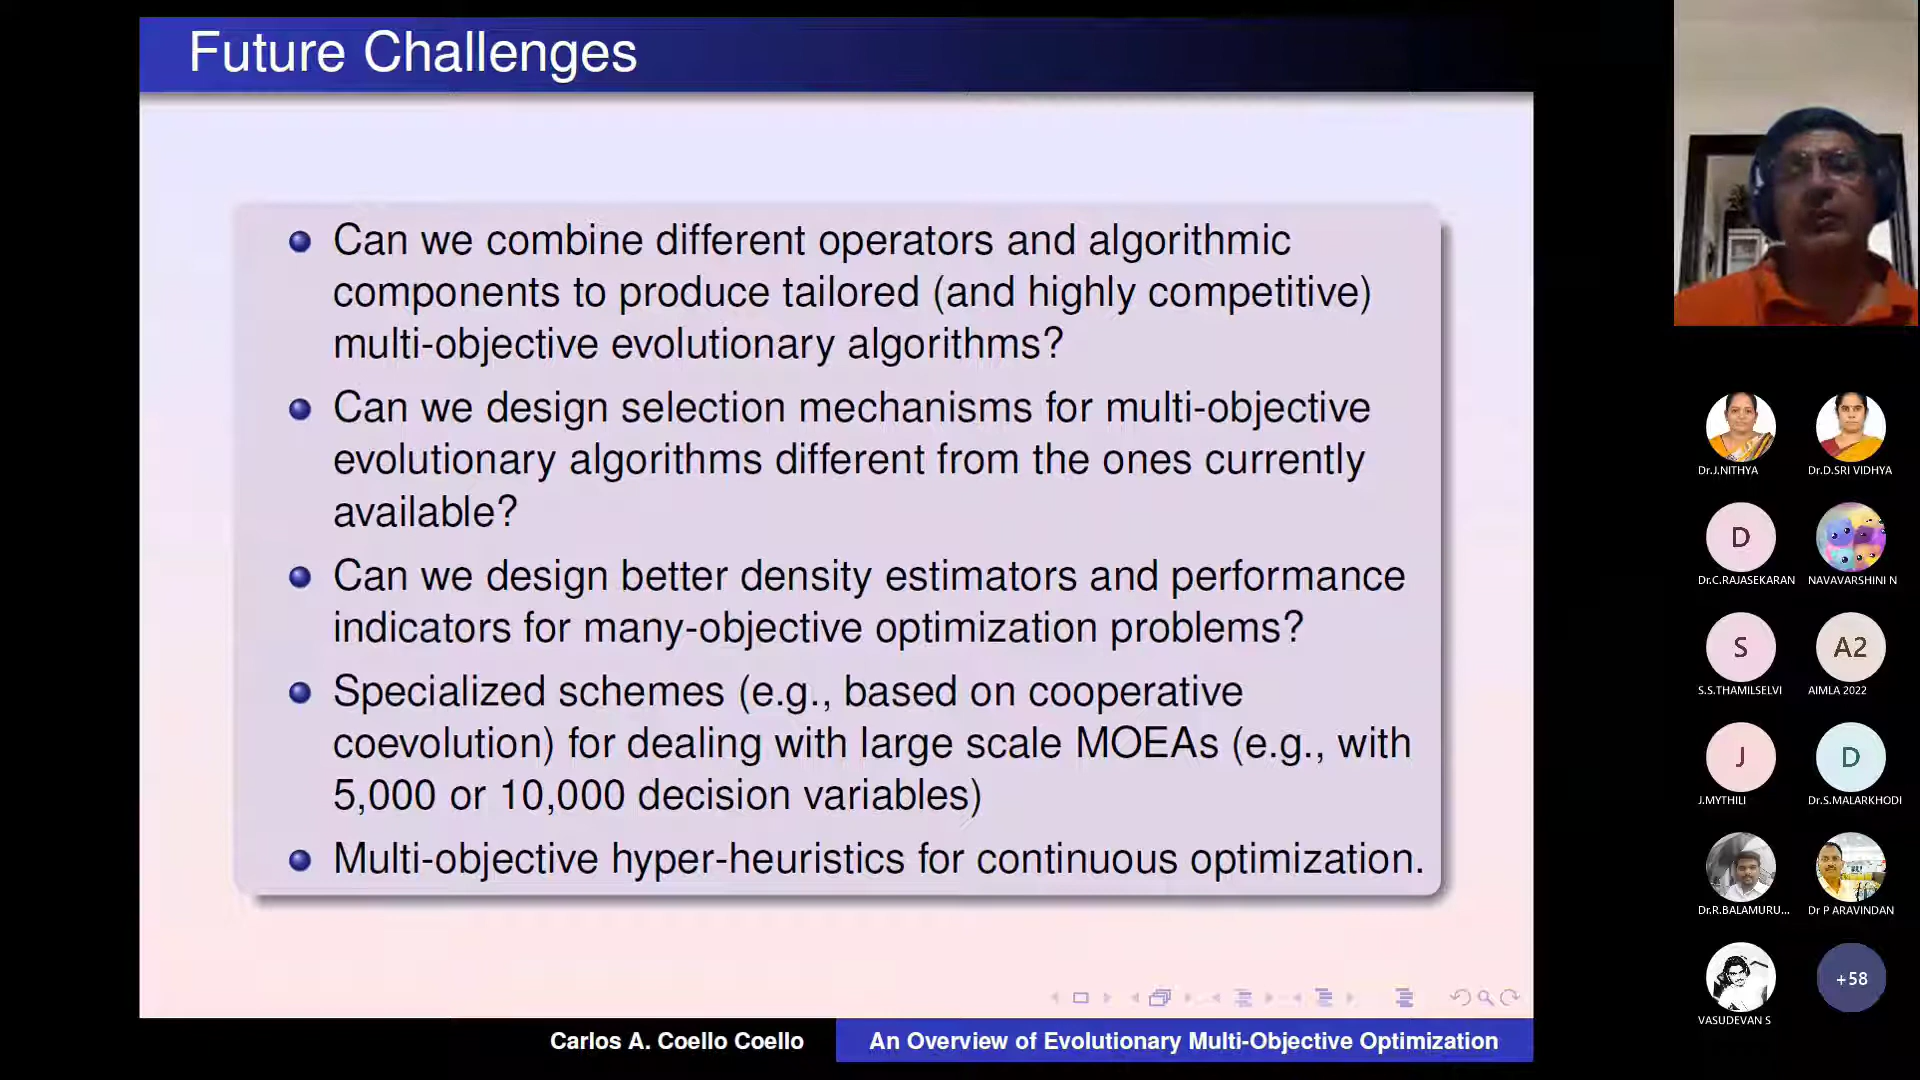 Future Challenges
Can we combine different operators and algorithmic
components to produce tailored (and highly competitive)
multi-objective evolutionary algorithms?
Can we design selection mechanisms for multi-objective
evolutionary algorithms different from the ones currently
available?
Can we design better density estimators and performance
indicators for many-objective optimization problems?
Specialized schemes (e.g., based on cooperative
coevolution) for dealing with large scale MOEAs (e.g., with
5,000 or 10,000 decision variables)
Multi-objective hyper-heuristics for continuous optimization.
Carlos A. Coello Coello
An Overview of Evolutionary Multi-Objective Optimization
Dr.J.NITHYA
Dr.D.SRI VIDHYA
D
Dr.C.RAJASEKARAN
NAVAVARSHINI N
S
A2
S.S.THAMILSELVI
AIMLA 2022
J
D
J.MYTHILI
Dr.S.MALARKHODI
Dr.R.BALAMURU...
Dr P ARAVINDAN
+58
VASUDEVAN S